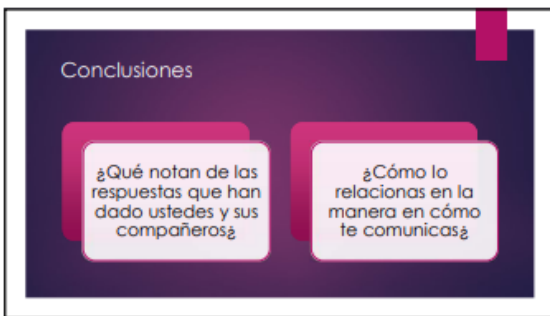 Conclusiones
¿Qué notan de las
respuestas que han
dado ustedes y sus
compañeros¿
¿Cómo lo
relacionas en la
manera en cómo
te comunicas¿